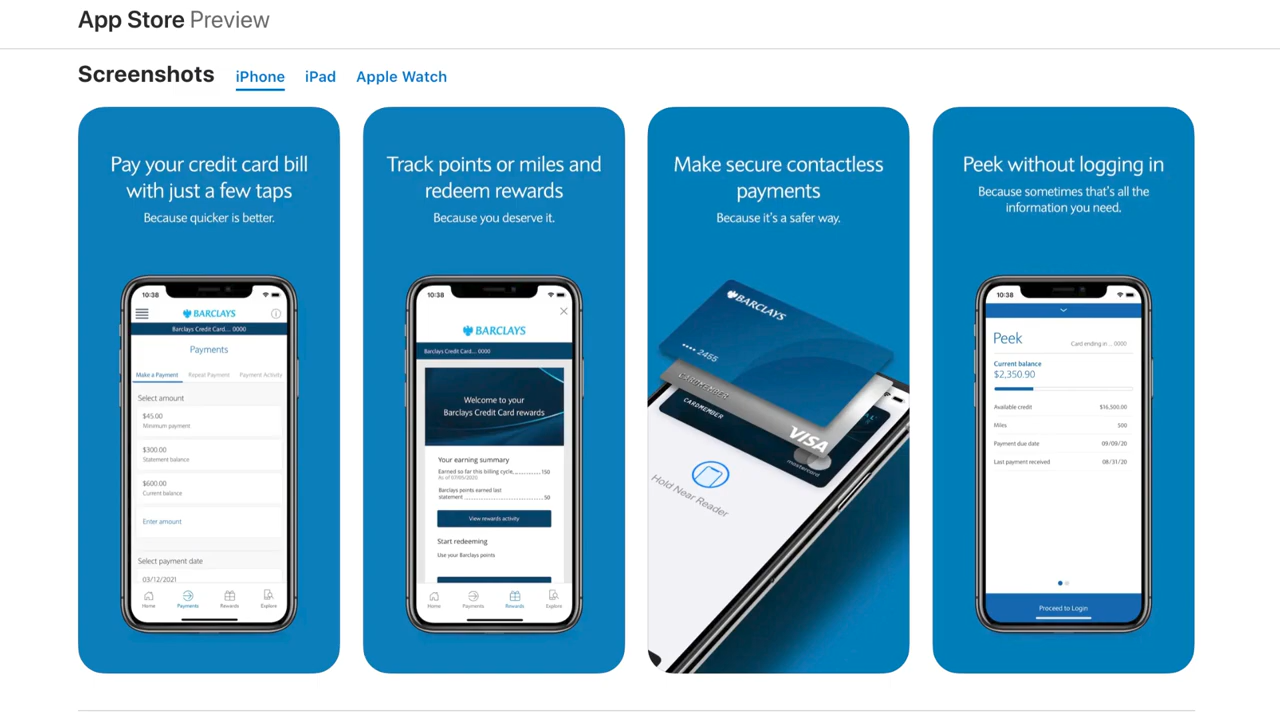 App Store Preview
Screenshots iPhone iPad Apple Watch
Pay your credit card bill
with just a few taps
Because quicker is better.
10:38
BARCLAYS
Barclays Credit Card... 0000
Payments
Make a Payment Repeat Payment Payment Activity
Select amount
$45.00
Minimum payment
$300.00
Statement balance
$600.00
Current balance
Enter amount
Select payment date
03/12/2021
Home Payments Rewards Explore
Track points or miles and
redeem rewards
Because you deserve it.
10:38
BARCLAYS
Barclays Credit Card... 0000
Welcome to your
Barclays Credit Card rewards
Your earning summary
Earned so far this billing cycle..............150
As of 07/05/2020
Barclays points earned last
statement ........................................50
View rewards activity
Start redeeming
Use your Barclays points
Home Payments Rewards Explore
Make secure contactless
payments
Because it's a safer way.
BARCLAYS
•••• 2455
CARDMEMBER
VISA
CARDMEMBER
mastercard
Hold Near Reader
Peek without logging in
Because sometimes that's all the
information you need.
10:38
Peek
Card ending in ... 0000
Current balance
$2,350.90
Available credit $16,500.00
Miles 500
Payment due date 09/09/20
Last payment received 08/31/20
Proceed to Login